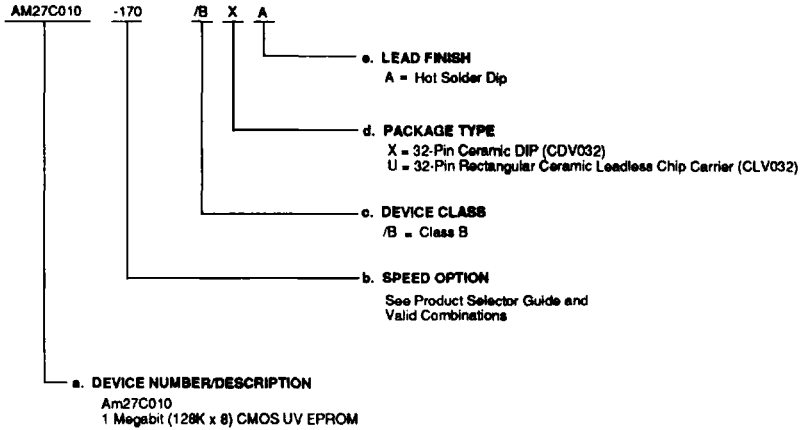 AM27C010 -170 /B X A
e. LEAD FINISH
A = Hot Solder Dip
d. PACKAGE TYPE
X = 32-Pin Ceramic DIP (CDV032)
U = 32-Pin Rectangular Ceramic Leadless Chip Carrier (CLV032)
c. DEVICE CLASS
/B = Class B
b. SPEED OPTION
See Product Selector Guide and
Valid Combinations
a. DEVICE NUMBER/DESCRIPTION
Am27C010
1 Megabit (128K x 8) CMOS UV EPROM